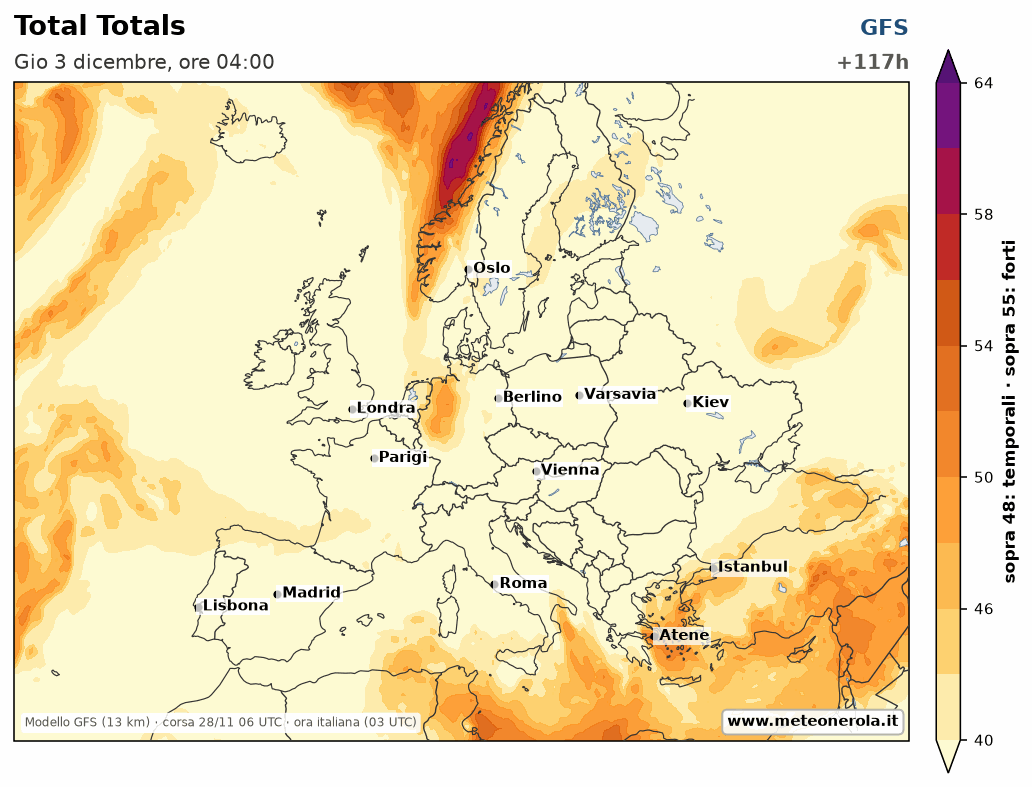 Total Totals
GFS
Gio 3 dicembre, ore 04:00
+117h
64
58
54
50
46
40
sopra 48: temporali · sopra 55: forti
Oslo
Londra
Berlino
Varsavia
Kiev
Parigi
Vienna
Istanbul
Roma
Madrid
Lisbona
Atene
Modello GFS (13 km) · corsa 28/11 06 UTC · ora italiana (03 UTC)
www.meteonerola.it